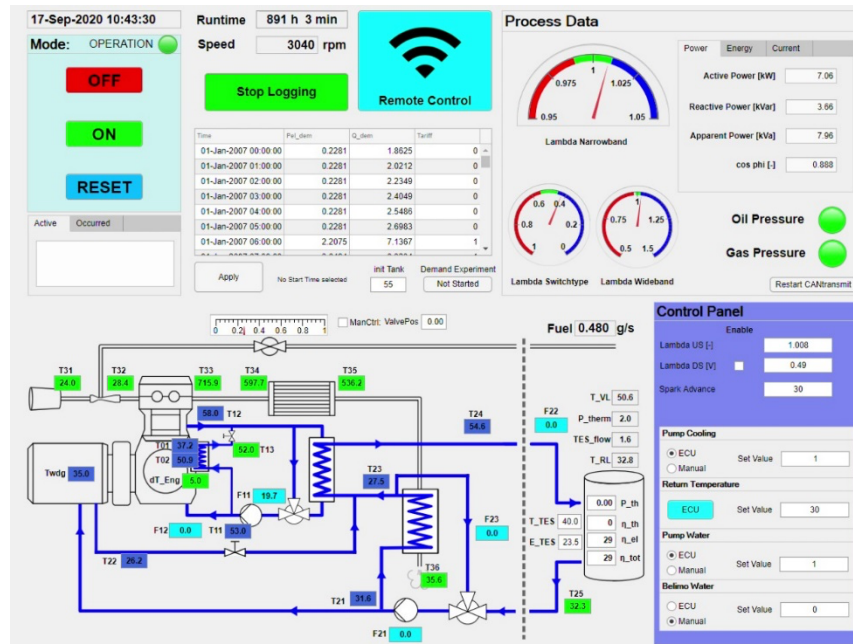 17-Sep-2020 10:43:30
Mode: OPERATION
OFF
ON
RESET
Active Occurred
Runtime 891 h 3 min
Speed 3040 rpm
Stop Logging
Remote Control
Time Pel_dem Q_dem Tariff
01-Jan-2007 00:00:00 0.2281 1.8625 0
01-Jan-2007 01:00:00 0.2281 2.0212 0
01-Jan-2007 02:00:00 0.2281 2.2349 0
01-Jan-2007 03:00:00 0.2281 2.4049 0
01-Jan-2007 04:00:00 0.2281 2.5486 0
01-Jan-2007 05:00:00 0.2281 2.6983 0
01-Jan-2007 06:00:00 2.2075 7.1367 1
Apply
No Start Time selected
init Tank
55
Demand Experiment
Not Started
Process Data
0.95 0.975 1 1.025 1.05
Lambda Narrowband
1 0.8 0.6 0.4 0.2 0
Lambda Switchtype
0.5 0.75 1 1.25 1.5
Lambda Wideband
Power Energy Current
Active Power [kW] 7.06
Reactive Power [kVar] 3.66
Apparent Power [kVa] 7.96
cos phi [-] 0.888
Oil Pressure
Gas Pressure
Restart CANtransmit
0 0.2 0.4 0.6 0.8 1
ManCtrl: ValvePos 0.00
Fuel 0.480 g/s
T31 24.0
T32 28.4
T33 715.9
T34 597.7
T35 536.2
58.0 T12
T01 37.2
T02 50.9
52.0 T13
dT_Eng
5.0
Twdg 35.0
F11 19.7
F12 0.0
T11 53.0
T22 26.2
T24 54.6
T23 27.5
F22 0.0
F23 0.0
T36 35.6
T21 31.6
F21 0.0
T25 32.3
T_VL 50.6
P_therm 2.0
TES_flow 1.6
T_RL 32.8
T_TES 40.0
E_TES 23.5
0.00 P_th
0 η_th
29 η_el
29 η_tot
Control Panel
Enable
Lambda US [-] 1.008
Lambda DS [V] 0.49
Spark Advance 30
Pump Cooling
ECU
Manual
Set Value 1
Return Temperature
ECU Set Value 30
Pump Water
ECU
Manual
Set Value 1
Belimo Water
ECU
Manual
Set Value 0